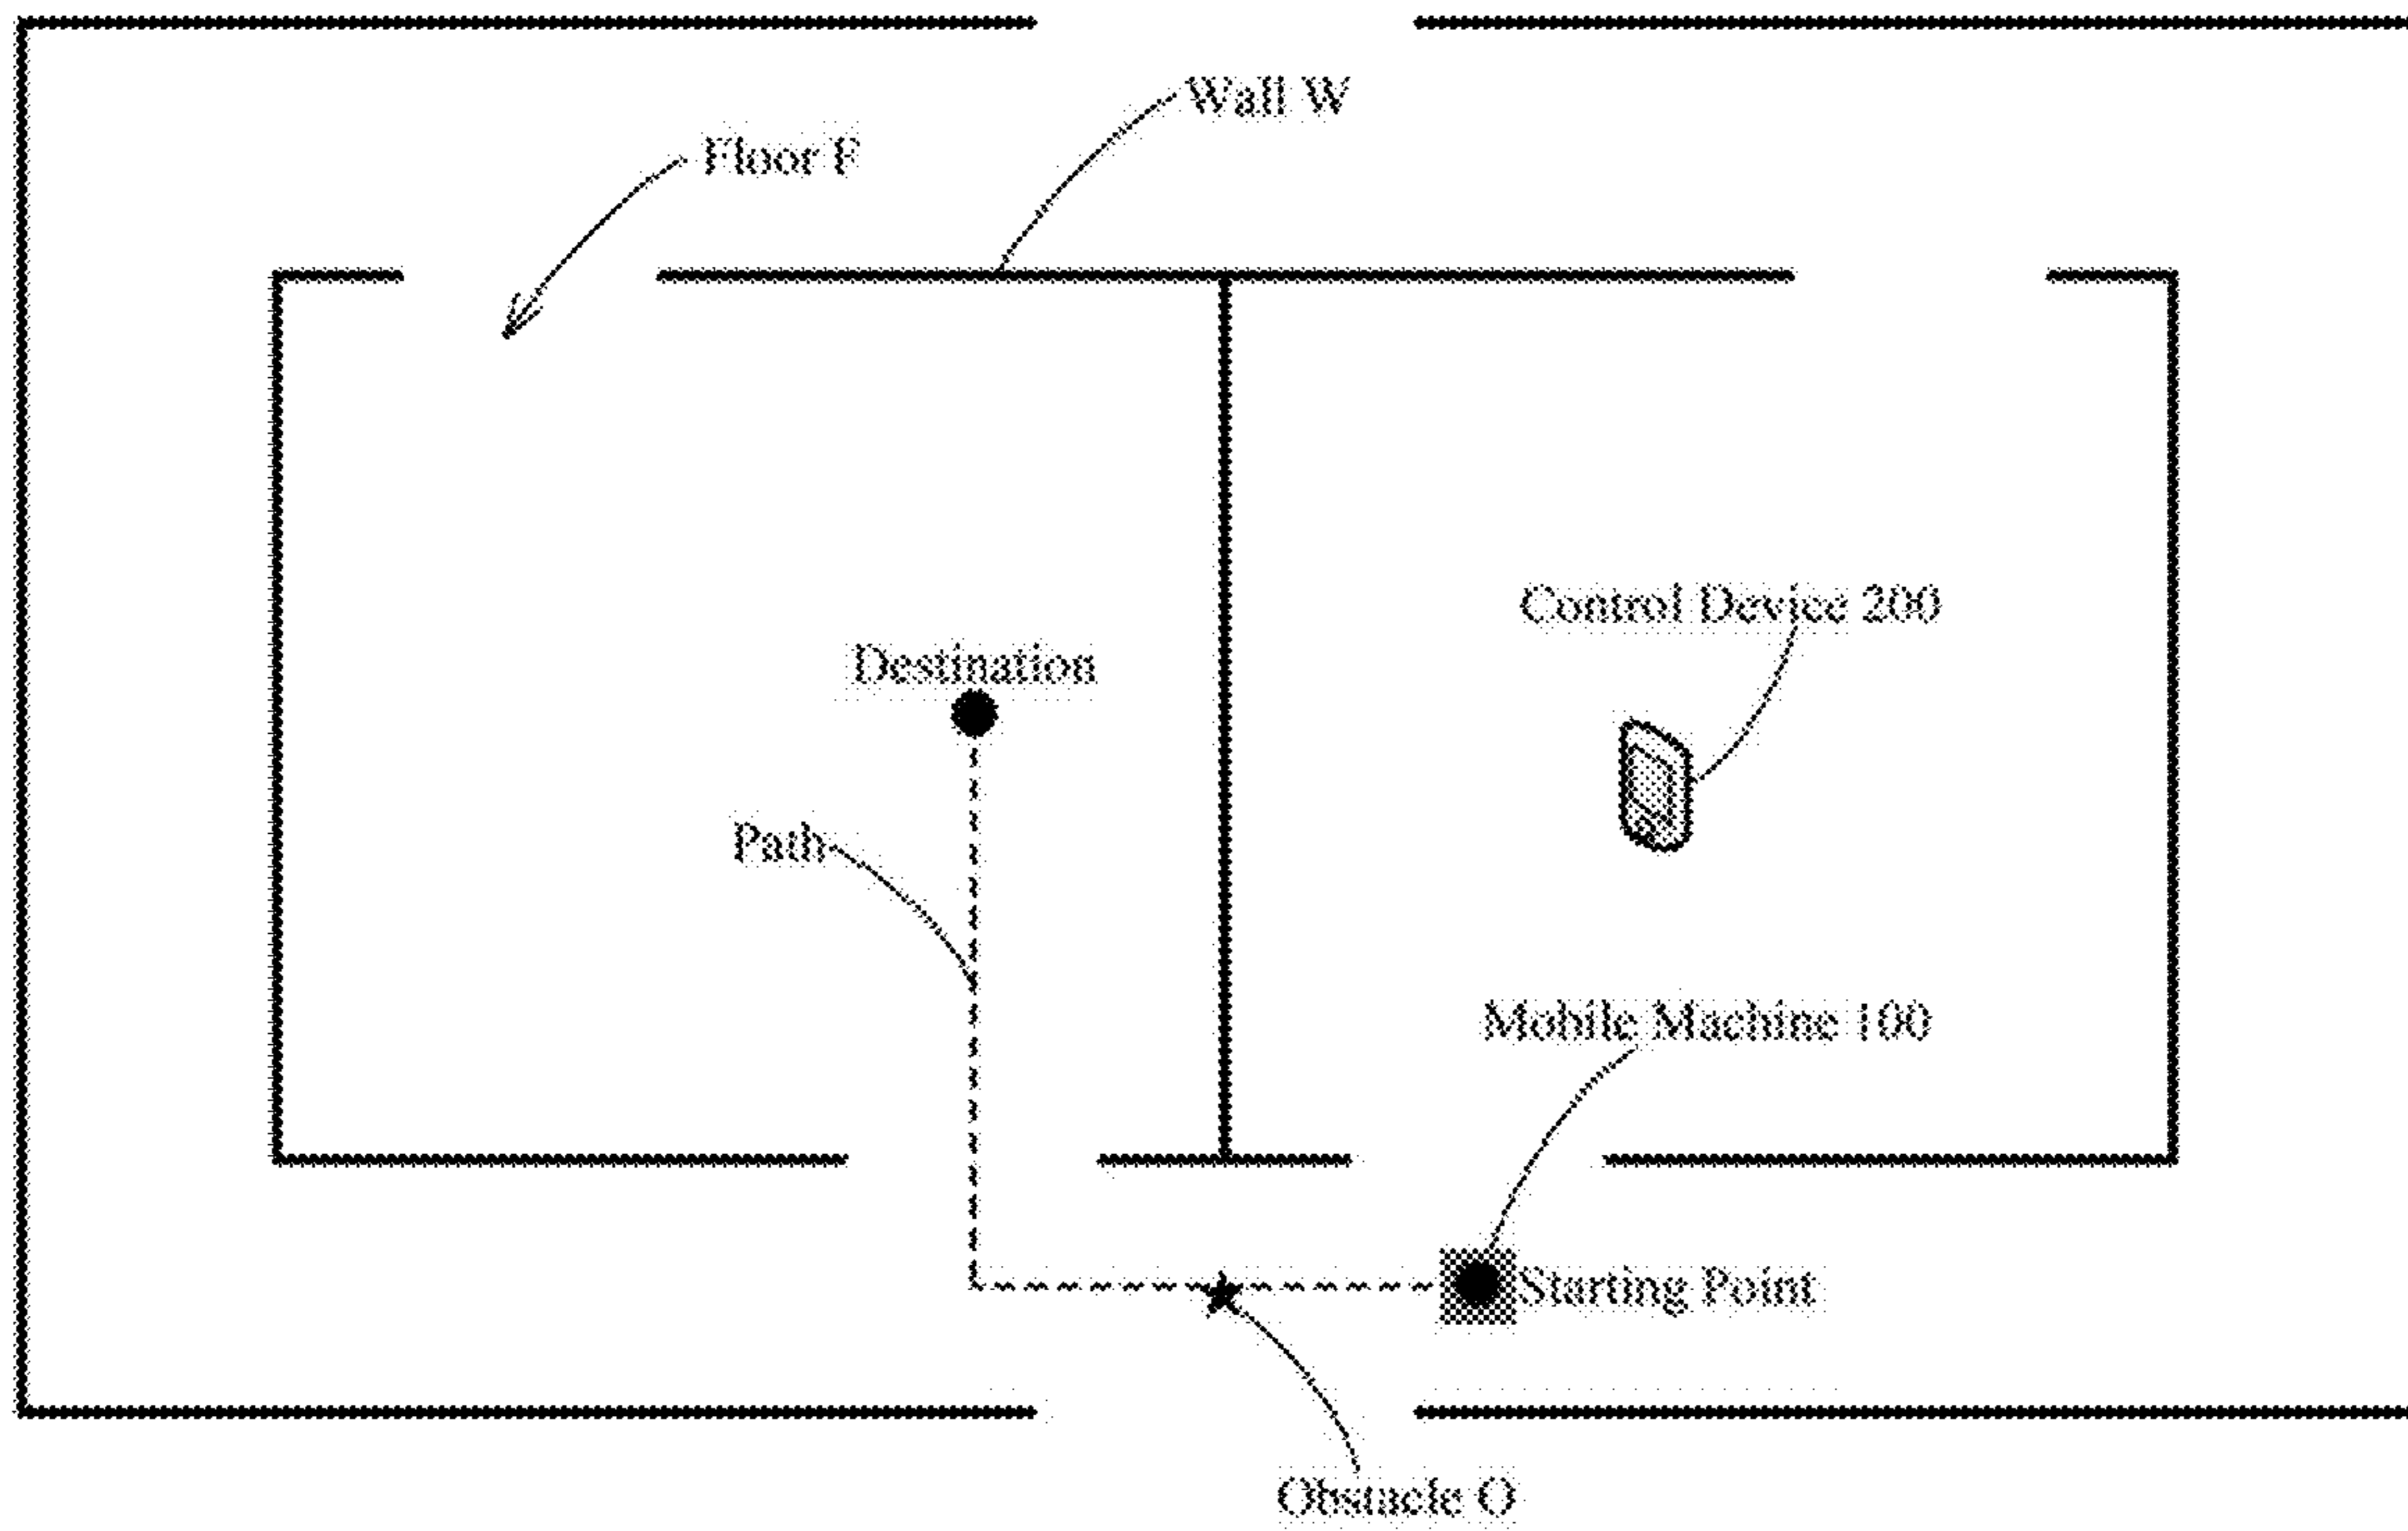 Wall W
Floor F
Control Device 200
Destination
Path
Mobile Machine 100
Starting Point
Obstacle O